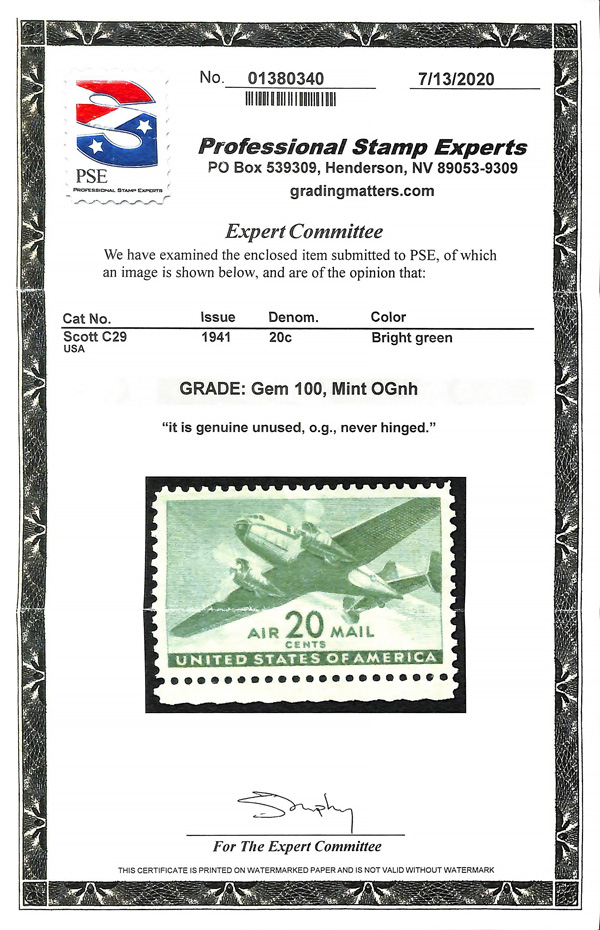 No. 01380340 7/13/2020
PSE
PROFESSIONAL STAMP EXPERTS
Professional Stamp Experts
PO Box 539309, Henderson, NV 89053-9309
gradingmatters.com
Expert Committee
We have examined the enclosed item submitted to PSE, of which
an image is shown below, and are of the opinion that:
Cat No. Issue Denom. Color
Scott C29 1941 20c Bright green
USA
GRADE: Gem 100, Mint OGnh
“it is genuine unused, o.g., never hinged.”
AIR 20 MAIL
CENTS
UNITED STATES OF AMERICA
For The Expert Committee
THIS CERTIFICATE IS PRINTED ON WATERMARKED PAPER AND IS NOT VALID WITHOUT WATERMARK